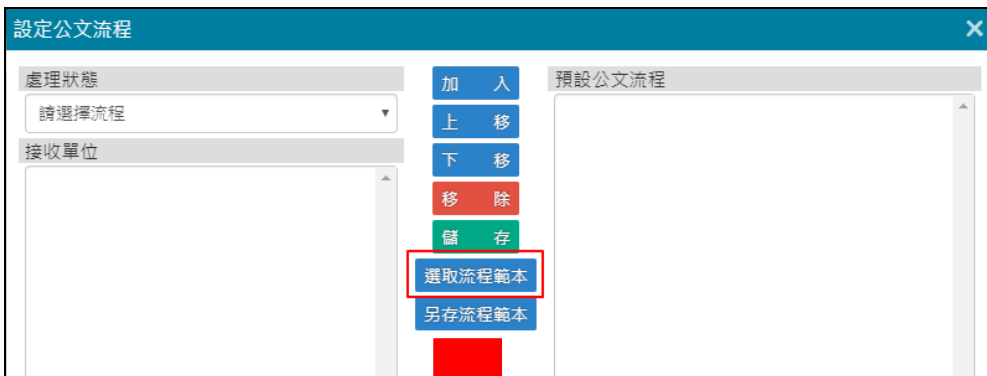 設定公文流程
處理狀態
請選擇流程
接收單位
加 入
上 移
下 移
移 除
儲 存
選取流程範本
另存流程範本
預設公文流程